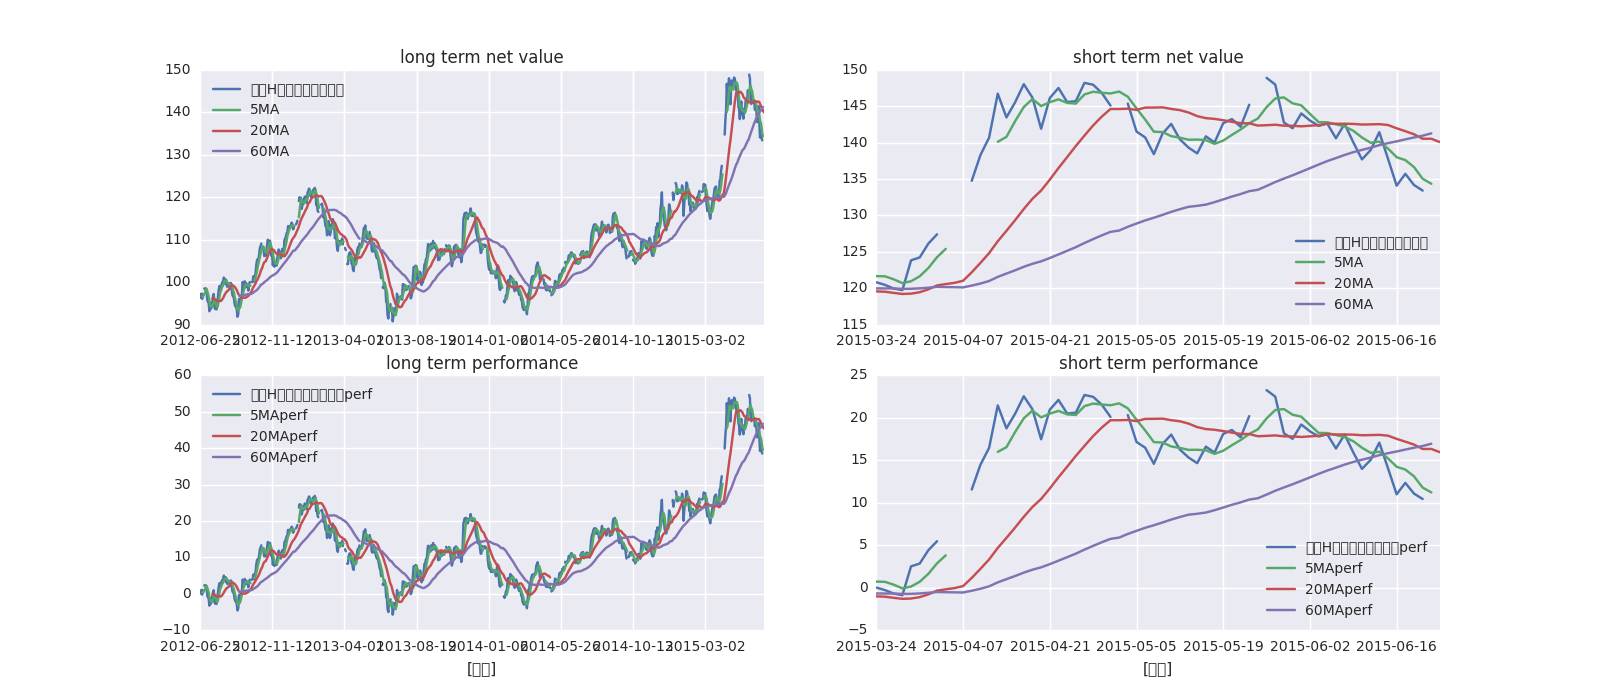 long term net value
150
140
130
120
110
100
90
H
5MA
20MA
60MA
2012-06-25 2012-11-12 2013-04-01 2013-08-19 2014-01-06 2014-05-26 2014-10-13 2015-03-02
short term net value
150
145
140
135
130
125
120
115
H
5MA
20MA
60MA
2015-03-24 2015-04-07 2015-04-21 2015-05-05 2015-05-19 2015-06-02 2015-06-16
long term performance
60
50
40
30
20
10
0
−10
H perf
5MAperf
20MAperf
60MAperf
2012-06-25 2012-11-12 2013-04-01 2013-08-19 2014-01-06 2014-05-26 2014-10-13 2015-03-02
short term performance
25
20
15
10
5
0
−5
H perf
5MAperf
20MAperf
60MAperf
2015-03-24 2015-04-07 2015-04-21 2015-05-05 2015-05-19 2015-06-02 2015-06-16